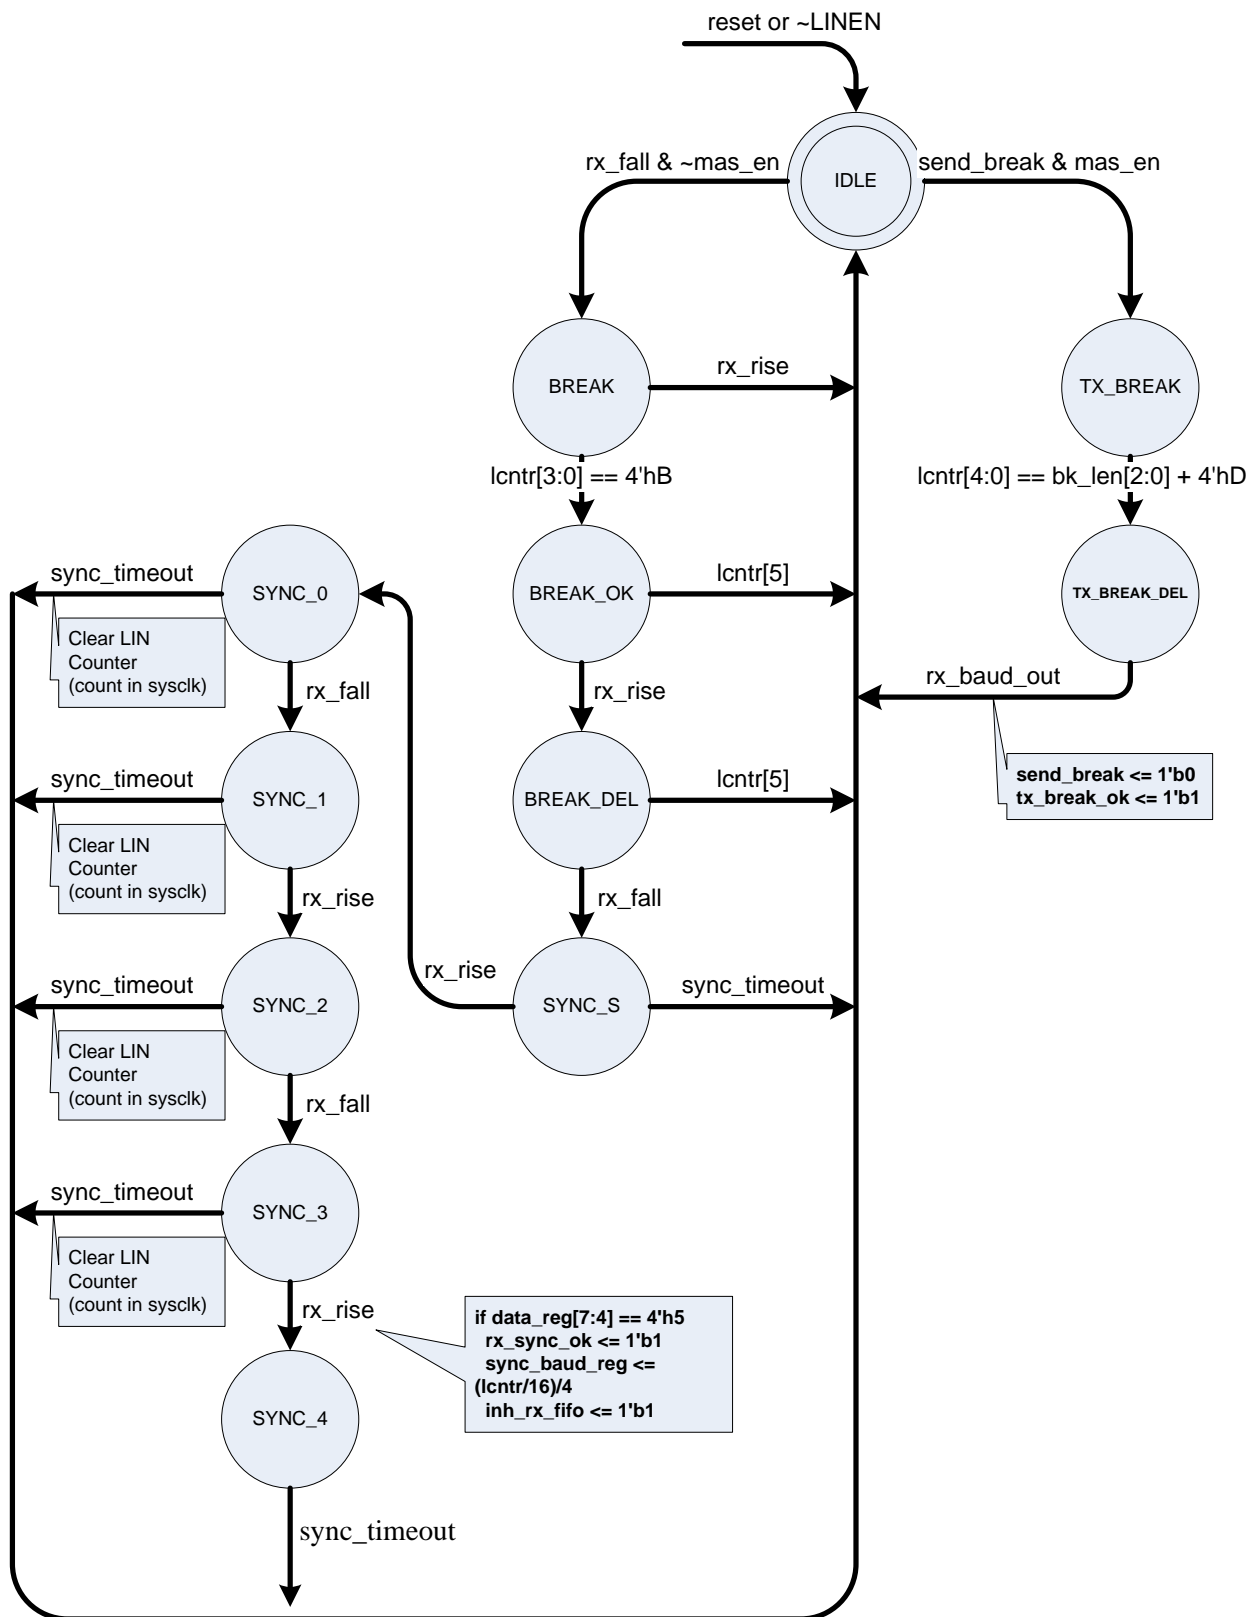 reset or ~LINEN
rx_fall & ~mas_en
send_break & mas_en
IDLE
BREAK
rx_rise
TX_BREAK
lcntr[3:0] == 4'hB
lcntr[4:0] == bk_len[2:0] + 4'hD
sync_timeout
SYNC_0
BREAK_OK
lcntr[5]
TX_BREAK_DEL
Clear LIN
Counter
(count in sysclk)
rx_fall
rx_rise
rx_baud_out
sync_timeout
SYNC_1
BREAK_DEL
lcntr[5]
send_break <= 1'b0
tx_break_ok <= 1'b1
Clear LIN
Counter
(count in sysclk)
rx_rise
rx_fall
sync_timeout
SYNC_2
rx_rise
SYNC_S
sync_timeout
Clear LIN
Counter
(count in sysclk)
rx_fall
sync_timeout
SYNC_3
Clear LIN
Counter
(count in sysclk)
rx_rise
if data_reg[7:4] == 4'h5
rx_sync_ok <= 1'b1
sync_baud_reg <=
(lcntr/16)/4
inh_rx_fifo <= 1'b1
SYNC_4
sync_timeout